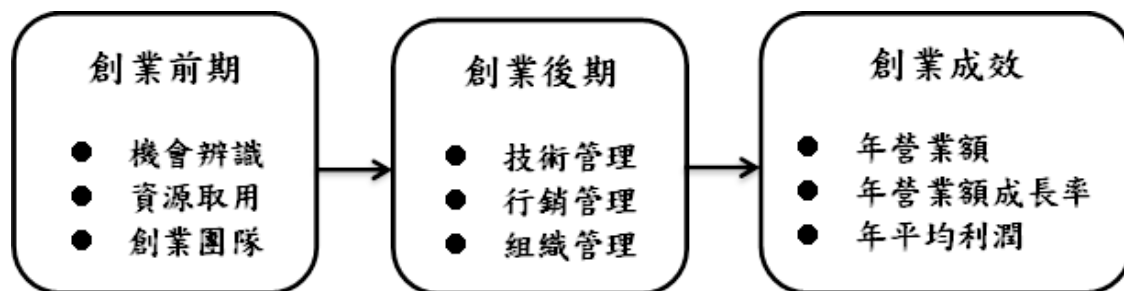 創業前期
● 機會辨識
● 資源取用
● 創業團隊
創業後期
● 技術管理
● 行銷管理
● 組織管理
創業成效
● 年營業額
● 年營業額成長率
● 年平均利潤